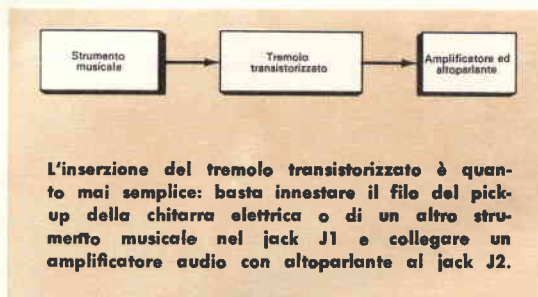 Strumento
musicale
Tremolo
transistorizzato
Amplificatore ed
altoparlante
L'inserzione del tremolo transistorizzato è quan-
to mai semplice: basta innestare il filo del pick-
up della chitarra elettrica o di un altro stru-
mento musicale nel jack J1 e collegare un
amplificatore audio con altoparlante al jack J2.